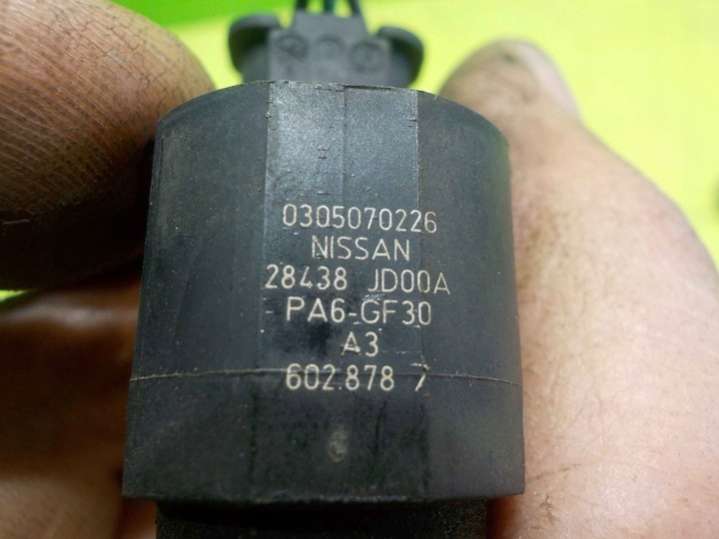 0305070226
NISSAN
28438 JD00A
PA6-GF30
A3
602.878 7